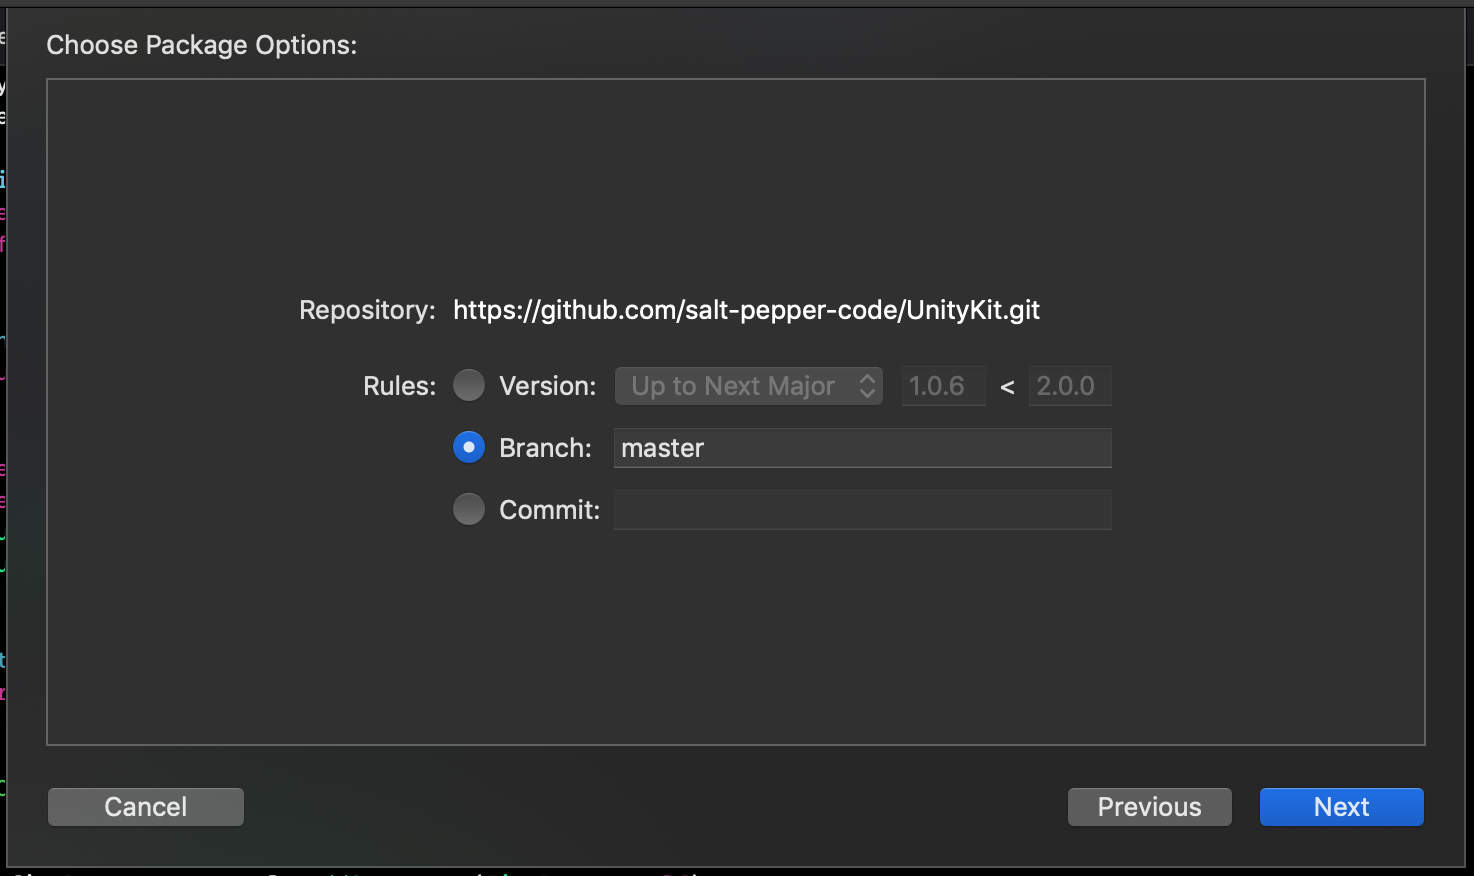 Choose Package Options:
Repository: https://github.com/salt-pepper-code/UnityKit.git
Rules: Version: Up to Next Major 1.0.6 < 2.0.0
Branch: master
Commit:
Cancel Previous Next